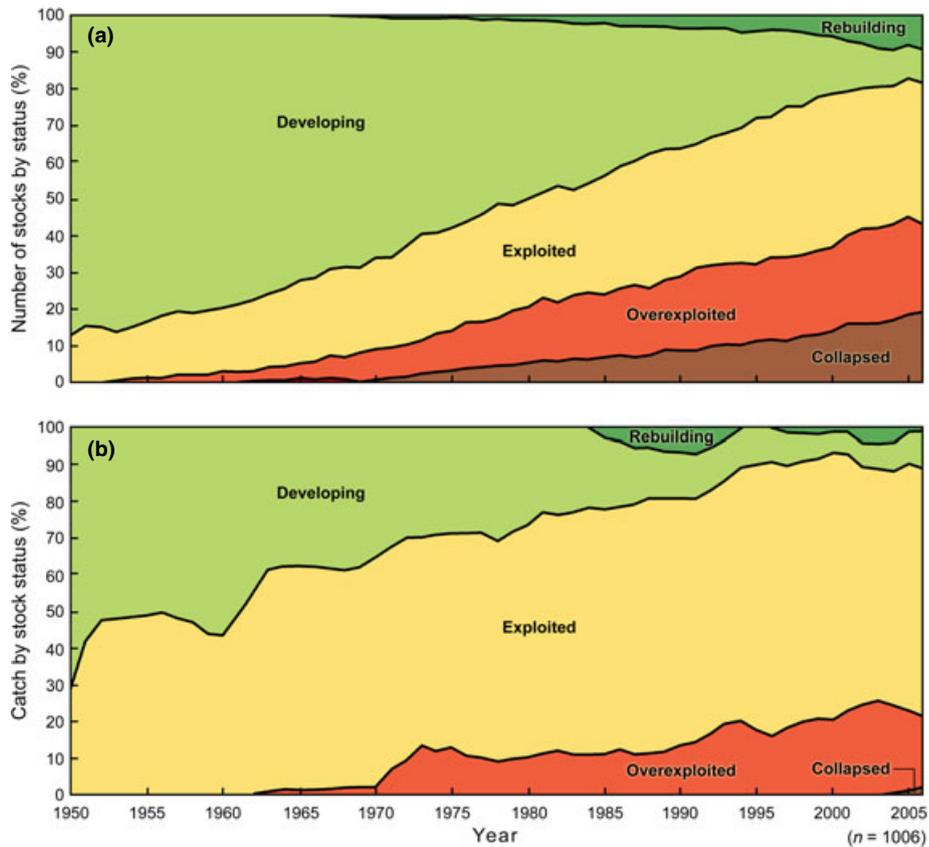 (a)
Number of stocks by status (%)
100
90
80
70
60
50
40
30
20
10
0
Rebuilding
Developing
Exploited
Overexploited
Collapsed
(b)
Catch by stock status (%)
100
90
80
70
60
50
40
30
20
10
0
Rebuilding
Developing
Exploited
Overexploited
Collapsed
1950 1955 1960 1965 1970 1975 1980 1985 1990 1995 2000 2005
Year
(n = 1006)